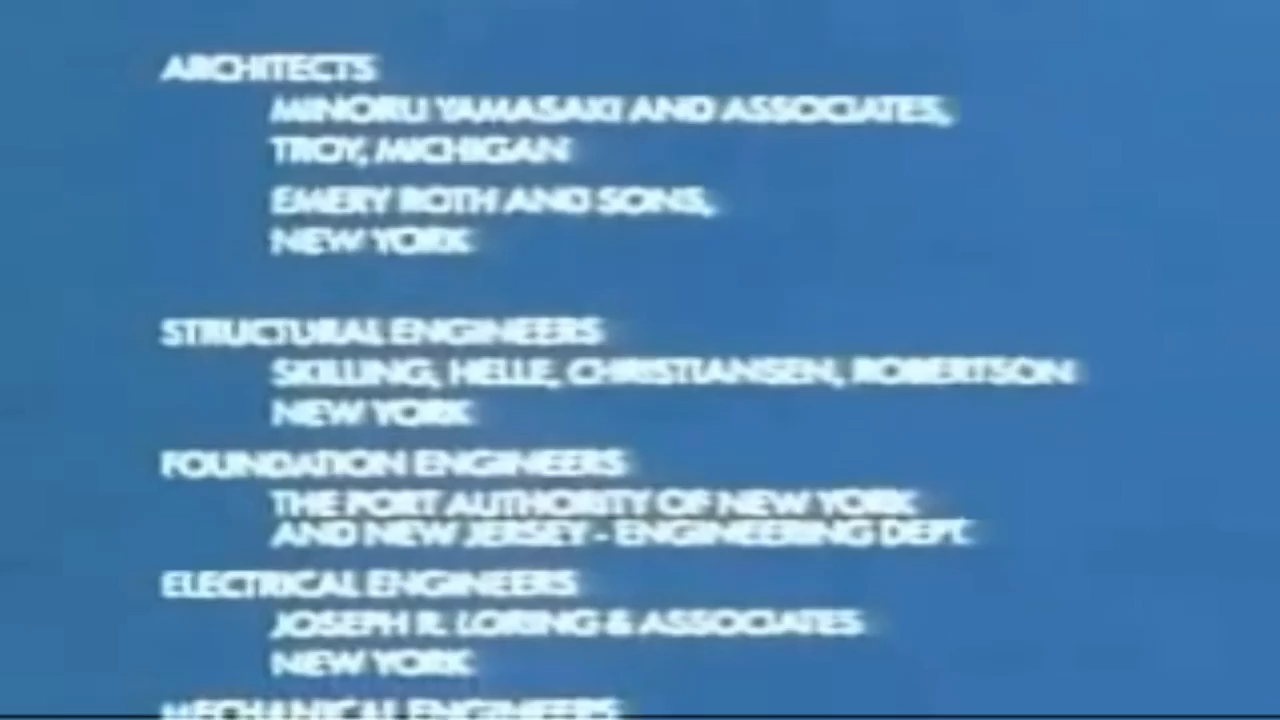 ARCHITECTS
MINORU YAMASAKI AND ASSOCIATES,
TROY, MICHIGAN
EMERY ROTH AND SONS,
NEW YORK
STRUCTURAL ENGINEERS
SKILLING, HELLE, CHRISTIANSEN, ROBERTSON
NEW YORK
FOUNDATION ENGINEERS
THE PORT AUTHORITY OF NEW YORK
AND NEW JERSEY - ENGINEERING DEPT.
ELECTRICAL ENGINEERS
JOSEPH R. LORING & ASSOCIATES
NEW YORK
MECHANICAL ENGINEERS